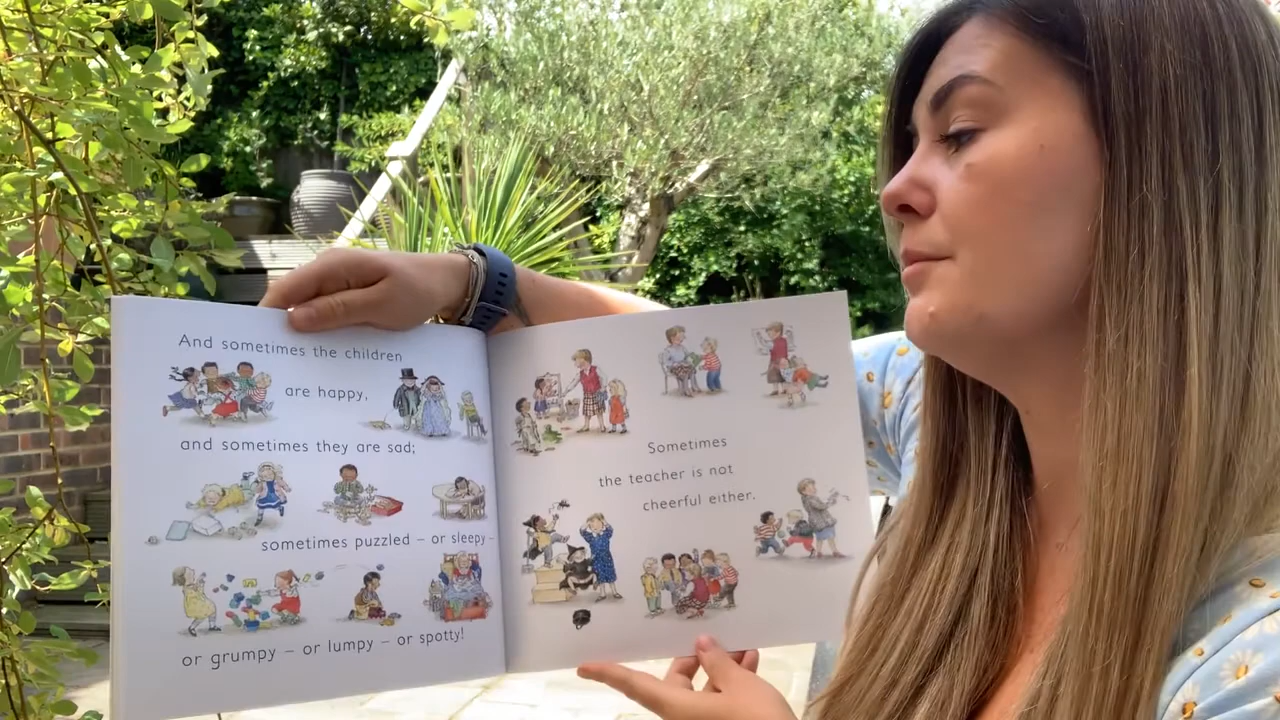 And sometimes the children
are happy,
and sometimes they are sad;
sometimes puzzled – or sleepy –
or grumpy – or lumpy – or spotty!
Sometimes
the teacher is not
cheerful either.